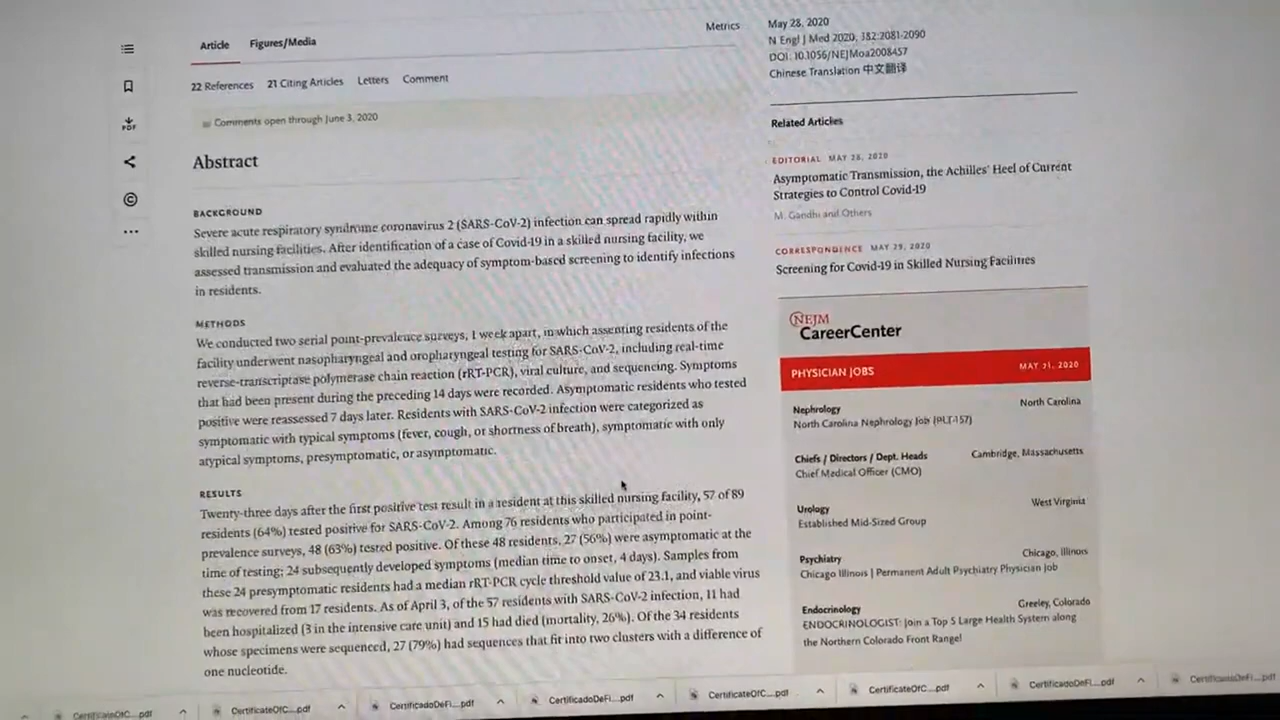 Article Figures/Media
Metrics
22 References 21 Citing Articles Letters Comment
Comments open through June 3, 2020
Abstract
BACKGROUND
Severe acute respiratory syndrome coronavirus 2 (SARS-CoV-2) infection can spread rapidly within
skilled nursing facilities. After identification of a case of Covid-19 in a skilled nursing facility, we
assessed transmission and evaluated the adequacy of symptom-based screening to identify infections
in residents.
METHODS
We conducted two serial point-prevalence surveys, 1 week apart, in which assenting residents of the
facility underwent nasopharyngeal and oropharyngeal testing for SARS-CoV-2, including real-time
reverse-transcriptase polymerase chain reaction (rRT-PCR), viral culture, and sequencing. Symptoms
that had been present during the preceding 14 days were recorded. Asymptomatic residents who tested
positive were reassessed 7 days later. Residents with SARS-CoV-2 infection were categorized as
symptomatic with typical symptoms (fever, cough, or shortness of breath), symptomatic with only
atypical symptoms, presymptomatic, or asymptomatic.
RESULTS
Twenty-three days after the first positive test result in a resident at this skilled nursing facility, 57 of 89
residents (64%) tested positive for SARS-CoV-2. Among 76 residents who participated in point-
prevalence surveys, 48 (63%) tested positive. Of these 48 residents, 27 (56%) were asymptomatic at the
time of testing; 24 subsequently developed symptoms (median time to onset, 4 days). Samples from
these 24 presymptomatic residents had a median rRT-PCR cycle threshold value of 23.1, and viable virus
was recovered from 17 residents. As of April 3, of the 57 residents with SARS-CoV-2 infection, 11 had
been hospitalized (3 in the intensive care unit) and 15 had died (mortality, 26%). Of the 34 residents
whose specimens were sequenced, 27 (79%) had sequences that fit into two clusters with a difference of
one nucleotide.
May 28, 2020
N Engl J Med 2020; 382:2081-2090
DOI: 10.1056/NEJMoa2008457
Chinese Translation 中文翻译
Related Articles
EDITORIAL MAY 28, 2020
Asymptomatic Transmission, the Achilles' Heel of Current
Strategies to Control Covid-19
M. Gandhi and Others
CORRESPONDENCE MAY 29, 2020
Screening for Covid-19 in Skilled Nursing Facilities
NEJM
CareerCenter
PHYSICIAN JOBS MAY 31, 2020
Nephrology North Carolina
North Carolina Nephrology Job (PLT-157)
Chiefs / Directors / Dept. Heads Cambridge, Massachusetts
Chief Medical Officer (CMO)
Urology West Virginia
Established Mid-Sized Group
Psychiatry Chicago, Illinois
Chicago Illinois | Permanent Adult Psychiatry Physician Job
Endocrinology Greeley, Colorado
ENDOCRINOLOGIST: Join a Top 5 Large Health System along
the Northern Colorado Front Range!
PDF
CertificateOfC....pdf CertificateOfC....pdf CertificadoDeFi....pdf CertificateOfC....pdf CertificateOfC....pdf CertificadoDeFi....pdf CertificadoDeFi....pdf